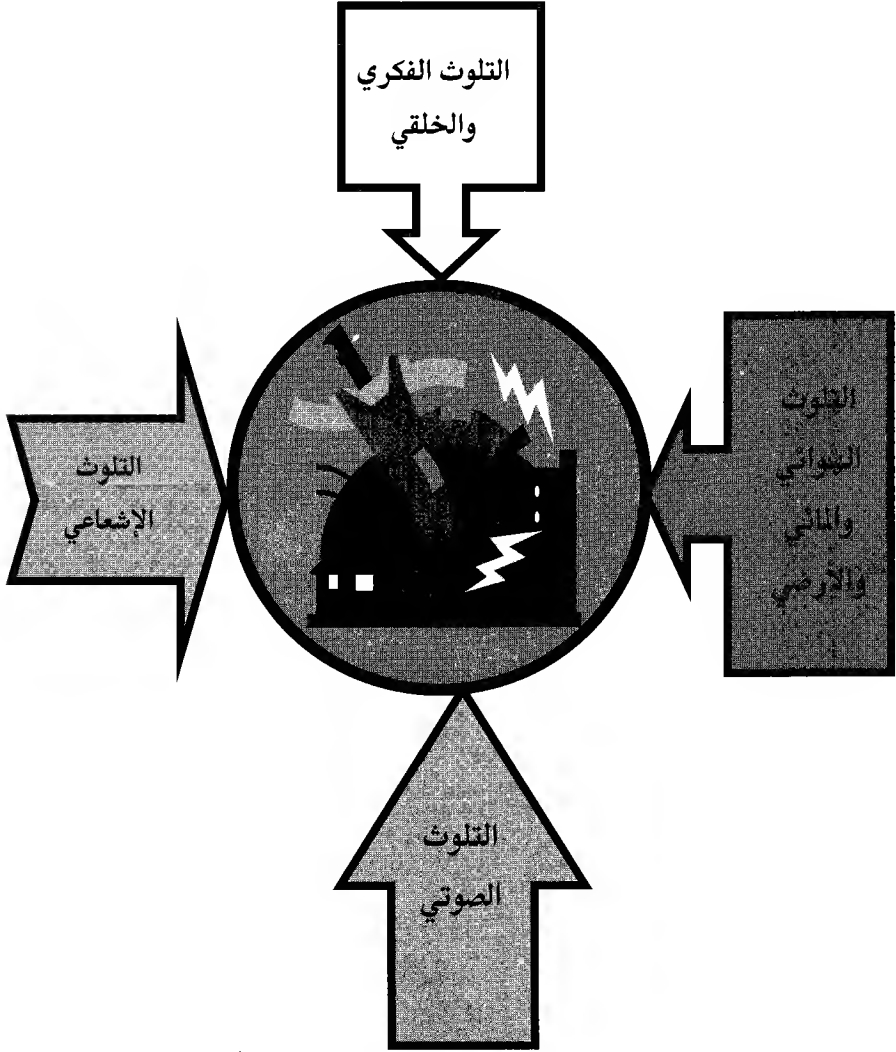 التلوث الفكري
والخلقي
التلوث
الهوائي
والمائي
والأرضي
التلوث
الإشعاعي
التلوث
الصوتي